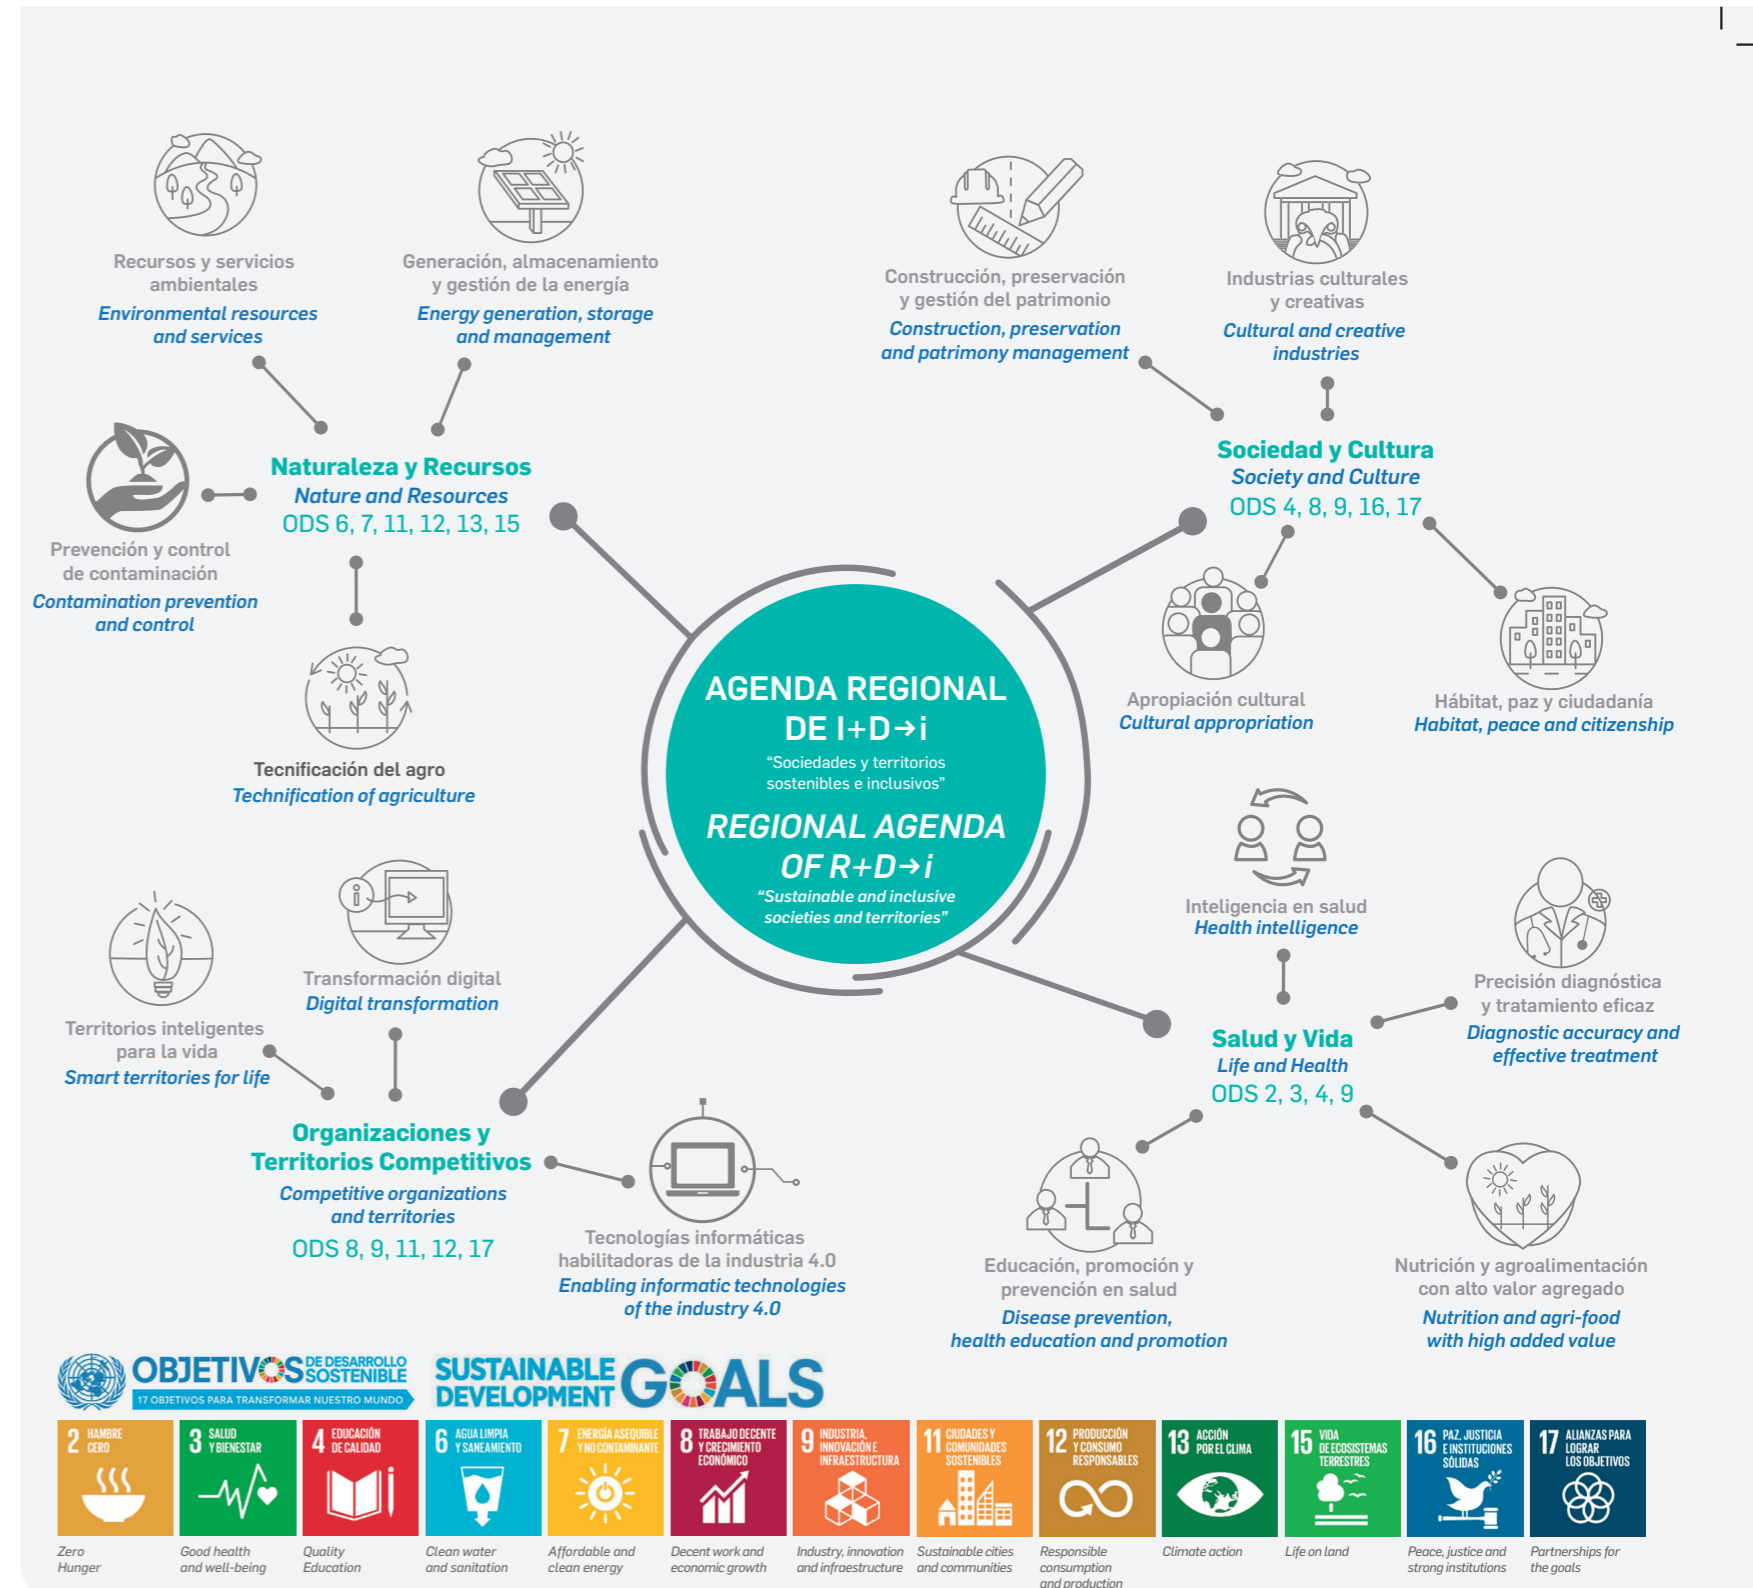 Recursos y servicios
ambientales
Environmental resources
and services
Generación, almacenamiento
y gestión de la energía
Energy generation, storage
and management
Prevención y control
de contaminación
Contamination prevention
and control
Naturaleza y Recursos
Nature and Resources
ODS 6, 7, 11, 12, 13, 15
Tecnificación del agro
Technification of agriculture
Construcción, preservación
y gestión del patrimonio
Construction, preservation
and patrimony management
Industrias culturales
y creativas
Cultural and creative
industries
Sociedad y Cultura
Society and Culture
ODS 4, 8, 9, 16, 17
Apropiación cultural
Cultural appropriation
Hábitat, paz y ciudadanía
Habitat, peace and citizenship
AGENDA REGIONAL
DE I+D→i
“Sociedades y territorios
sostenibles e inclusivos”
REGIONAL AGENDA
OF R+D→i
“Sustainable and inclusive
societies and territories”
Territorios inteligentes
para la vida
Smart territories for life
i
Transformación digital
Digital transformation
Organizaciones y
Territorios Competitivos
Competitive organizations
and territories
ODS 8, 9, 11, 12, 17
Tecnologías informáticas
habilitadoras de la industria 4.0
Enabling informatic technologies
of the industry 4.0
Inteligencia en salud
Health intelligence
Precisión diagnóstica
y tratamiento eficaz
Diagnostic accuracy and
effective treatment
Salud y Vida
Life and Health
ODS 2, 3, 4, 9
Educación, promoción y
prevención en salud
Disease prevention,
health education and promotion
Nutrición y agroalimentación
con alto valor agregado
Nutrition and agri-food
with high added value
OBJETIVOS DE DESARROLLO
SOSTENIBLE
17 OBJETIVOS PARA TRANSFORMAR NUESTRO MUNDO
SUSTAINABLE
DEVELOPMENT GOALS
2 HAMBRE
CERO
Zero
Hunger
3 SALUD
Y BIENESTAR
Good health
and well-being
4 EDUCACIÓN
DE CALIDAD
Quality
Education
6 AGUA LIMPIA
Y SANEAMIENTO
Clean water
and sanitation
7 ENERGÍA ASEQUIBLE
Y NO CONTAMINANTE
Affordable and
clean energy
8 TRABAJO DECENTE
Y CRECIMIENTO
ECONÓMICO
Decent work and
economic growth
9 INDUSTRIA,
INNOVACIÓN E
INFRAESTRUCTURA
Industry, innovation
and infraestructure
11 CIUDADES Y
COMUNIDADES
SOSTENIBLES
Sustainable cities
and communities
12 PRODUCCIÓN
Y CONSUMO
RESPONSABLES
Responsible
consumption
and production
13 ACCIÓN
POR EL CLIMA
Climate action
15 VIDA
DE ECOSISTEMAS
TERRESTRES
Life on land
16 PAZ, JUSTICIA
E INSTITUCIONES
SÓLIDAS
Peace, justice and
strong institutions
17 ALIANZAS PARA
LOGRAR
LOS OBJETIVOS
Partnerships for
the goals